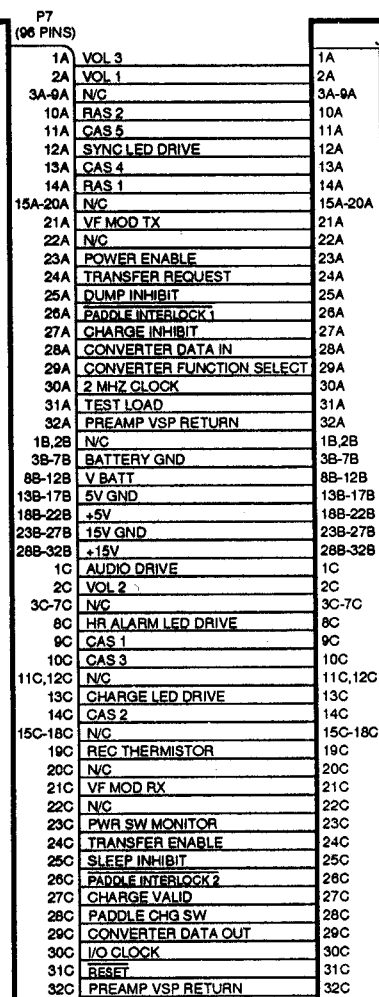 P7
(96 PINS)
1A VOL 3 1A
2A VOL 1 2A
3A-9A N/C 3A-9A
10A RAS 2 10A
11A CAS 5 11A
12A SYNC LED DRIVE 12A
13A CAS 4 13A
14A RAS 1 14A
15A-20A N/C 15A-20A
21A VF MOD TX 21A
22A N/C 22A
23A POWER ENABLE 23A
24A TRANSFER REQUEST 24A
25A DUMP INHIBIT 25A
26A PADDLE INTERLOCK 1 26A
27A CHARGE INHIBIT 27A
28A CONVERTER DATA IN 28A
29A CONVERTER FUNCTION SELECT 29A
30A 2 MHZ CLOCK 30A
31A TEST LOAD 31A
32A PREAMP VSP RETURN 32A
1B,2B N/C 1B,2B
3B-7B BATTERY GND 3B-7B
8B-12B V BATT 8B-12B
13B-17B 5V GND 13B-17B
18B-22B +5V 18B-22B
23B-27B 15V GND 23B-27B
28B-32B +15V 28B-32B
1C AUDIO DRIVE 1C
2C VOL 2 2C
3C-7C N/C 3C-7C
8C HR ALARM LED DRIVE 8C
9C CAS 1 9C
10C CAS 3 10C
11C,12C N/C 11C,12C
13C CHARGE LED DRIVE 13C
14C CAS 2 14C
15C-18C N/C 15C-18C
19C REC THERMISTOR 19C
20C N/C 20C
21C VF MOD RX 21C
22C N/C 22C
23C PWR SW MONITOR 23C
24C TRANSFER ENABLE 24C
25C SLEEP INHIBIT 25C
26C PADDLE INTERLOCK 2 26C
27C CHARGE VALID 27C
28C PADDLE CHG SW 28C
29C CONVERTER DATA OUT 29C
30C I/O CLOCK 30C
31C RESET 31C
32C PREAMP VSP RETURN 32C